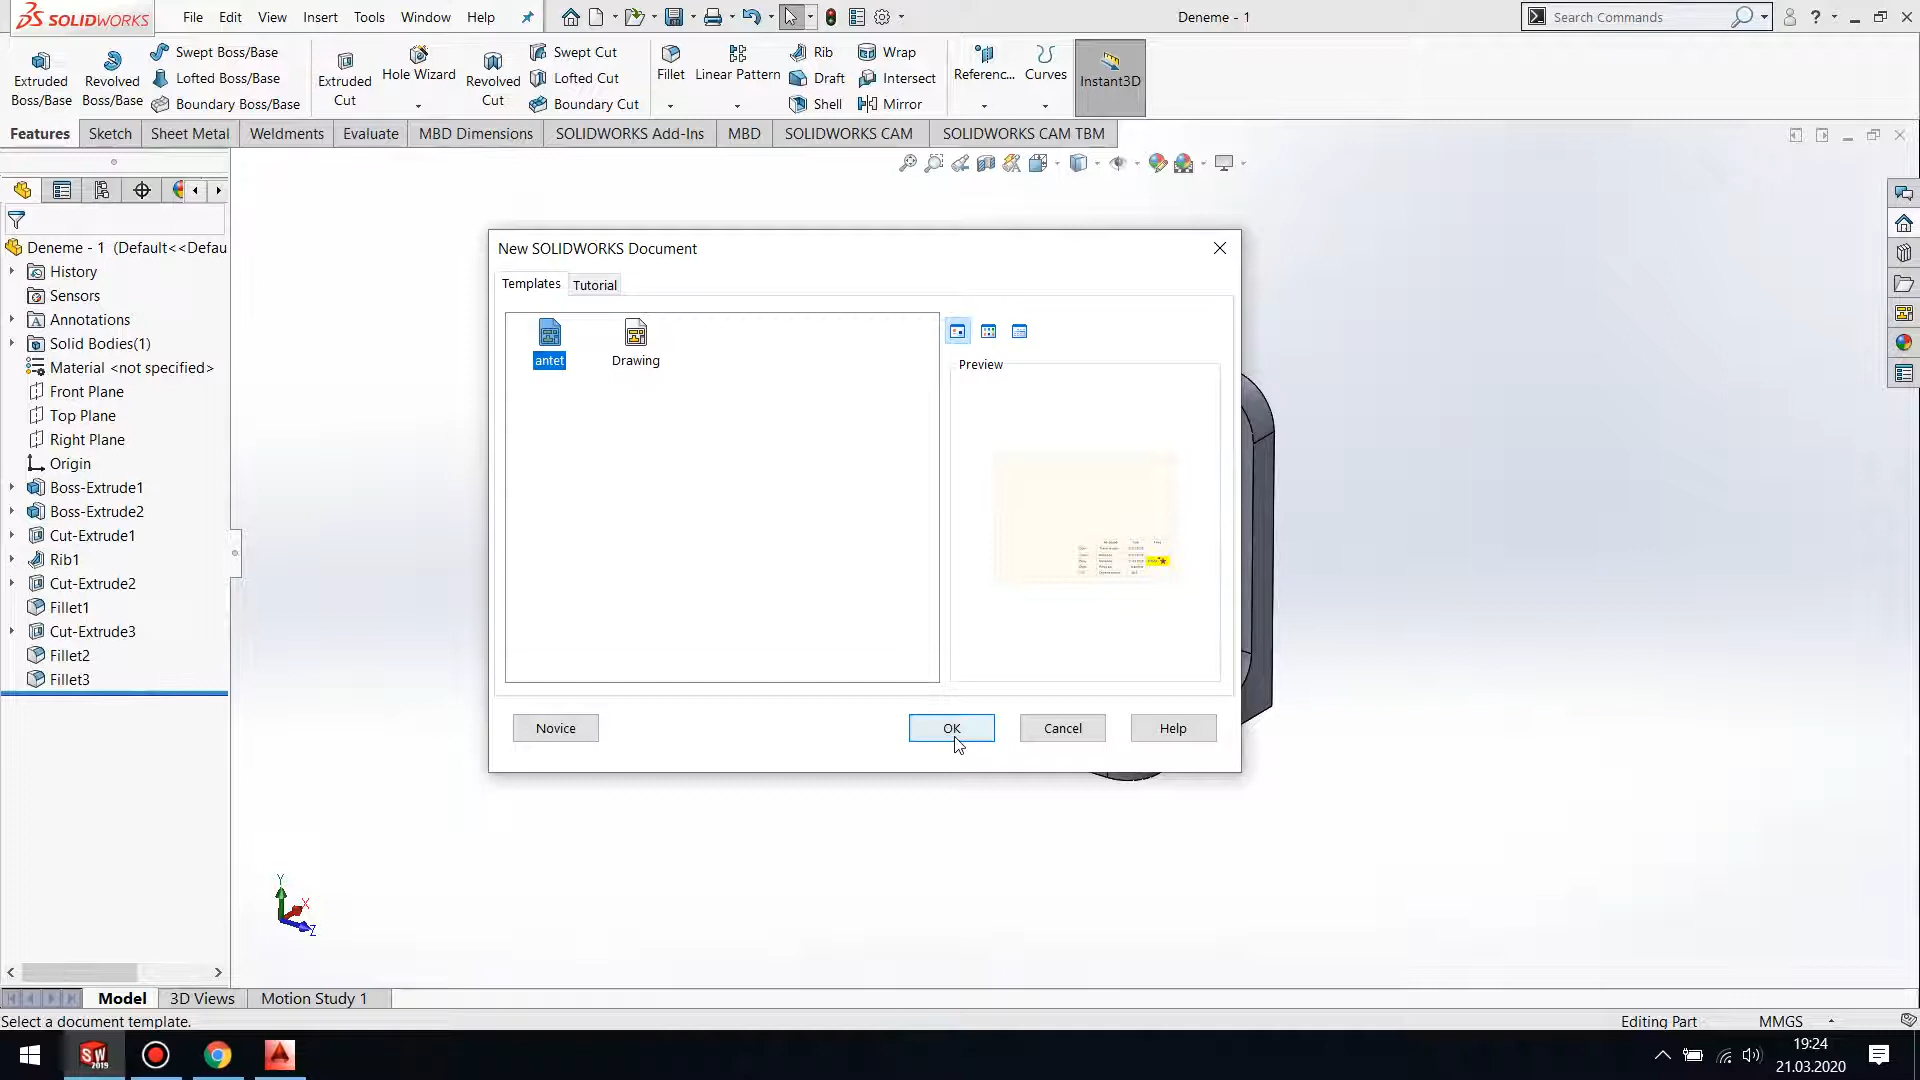 SOLIDWORKS
File Edit View Insert Tools Window Help
Deneme - 1
Search Commands
Extruded Boss/Base
Revolved Boss/Base
Swept Boss/Base
Lofted Boss/Base
Boundary Boss/Base
Extruded Cut
Hole Wizard
Revolved Cut
Swept Cut
Lofted Cut
Boundary Cut
Fillet
Linear Pattern
Rib
Draft
Shell
Wrap
Intersect
Mirror
Referenc...
Curves
Instant3D
Features Sketch Sheet Metal Weldments Evaluate MBD Dimensions SOLIDWORKS Add-Ins MBD SOLIDWORKS CAM SOLIDWORKS CAM TBM
Deneme - 1 (Default<<Defau
History
Sensors
Annotations
Solid Bodies(1)
Material <not specified>
Front Plane
Top Plane
Right Plane
Origin
Boss-Extrude1
Boss-Extrude2
Cut-Extrude1
Rib1
Cut-Extrude2
Fillet1
Cut-Extrude3
Fillet2
Fillet3
New SOLIDWORKS Document
Templates Tutorial
antet Drawing
Preview
Novice OK Cancel Help
Y
X
Z
Model 3D Views Motion Study 1
Select a document template.
Editing Part MMGS
SW 2019
19:24
21.03.2020